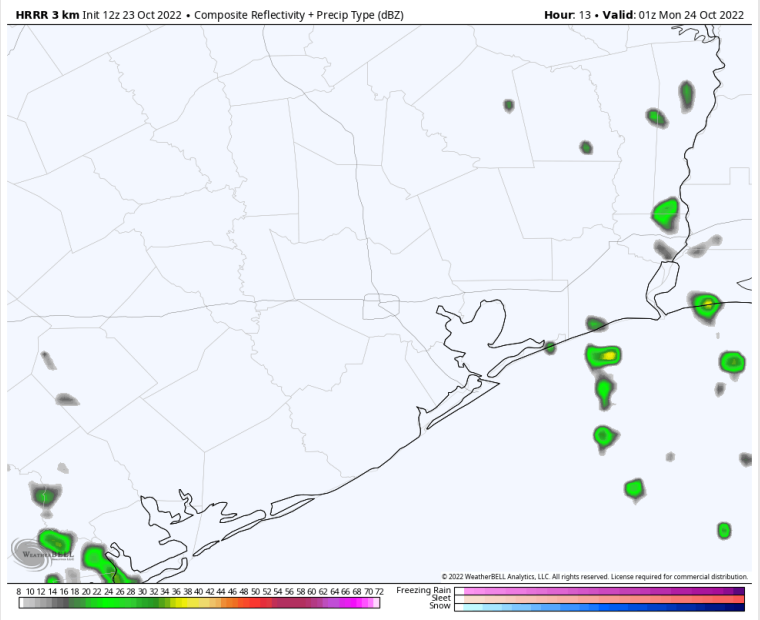 HRRR 3 km Init 12z 23 Oct 2022 • Composite Reflectivity + Precip Type (dBZ)
Hour: 13 • Valid: 01z Mon 24 Oct 2022
WeatherBELL
© 2022 WeatherBELL Analytics, LLC. All rights reserved. License required for commercial distribution.
8 10 12 14 16 18 20 22 24 26 28 30 32 34 36 38 40 42 44 46 48 50 52 54 56 58 60 62 64 66 68 70 72
Freezing Rain
Sleet
Snow